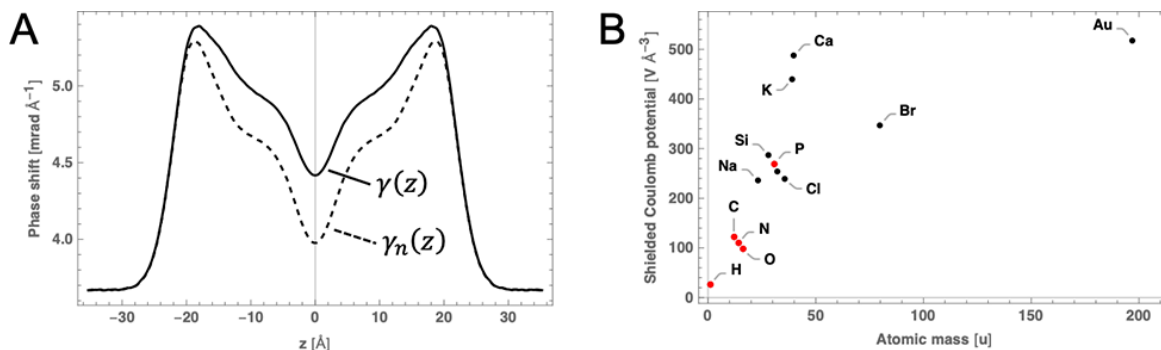 A
Phase shift [mrad Å⁻¹]
5.0
4.5
4.0
γ(z)
γₙ(z)
−30 −20 −10 0 10 20 30
z [Å]
B
Shielded Coulomb potential [V Å⁻³]
500
400
300
200
100
0
Au
Ca
K
Br
Si
P
Na
Cl
C
N
O
H
0 50 100 150 200
Atomic mass [u]